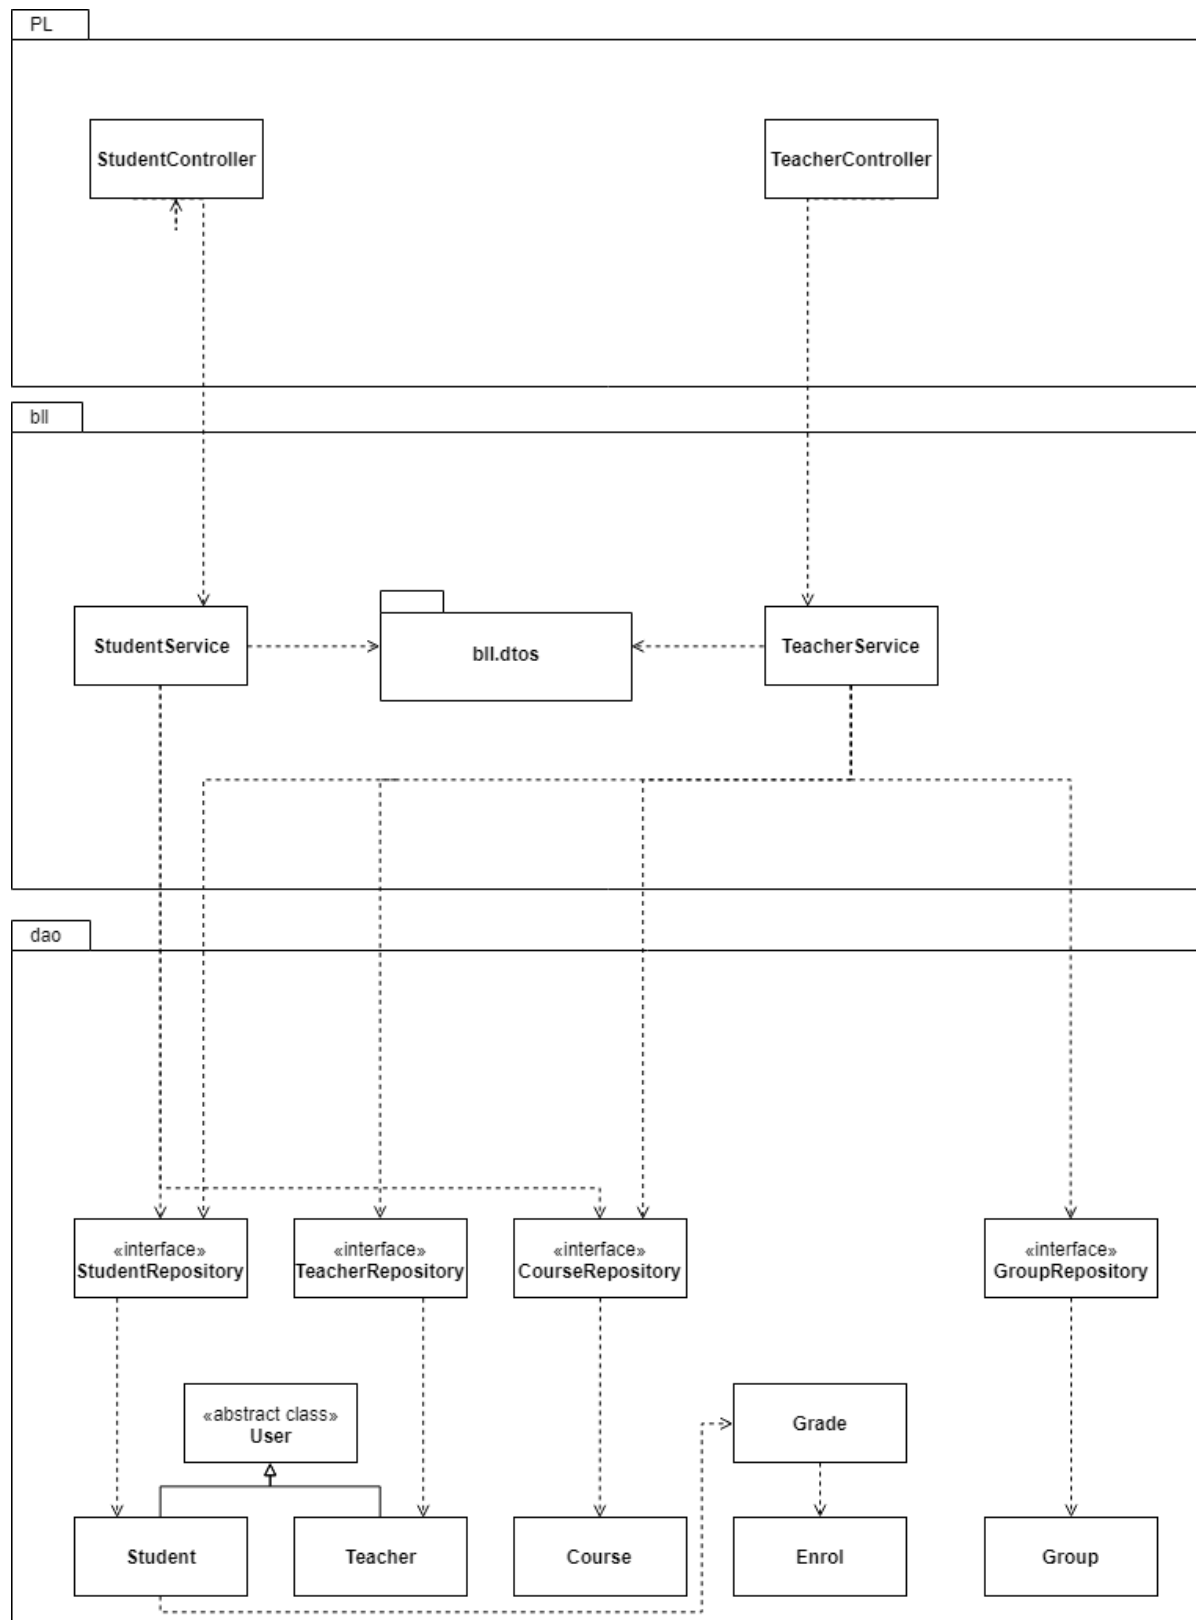 PL
StudentController
TeacherController
bll
StudentService
bll.dtos
TeacherService
dao
«interface»
StudentRepository
«interface»
TeacherRepository
«interface»
CourseRepository
«interface»
GroupRepository
«abstract class»
User
Grade
Student
Teacher
Course
Enrol
Group